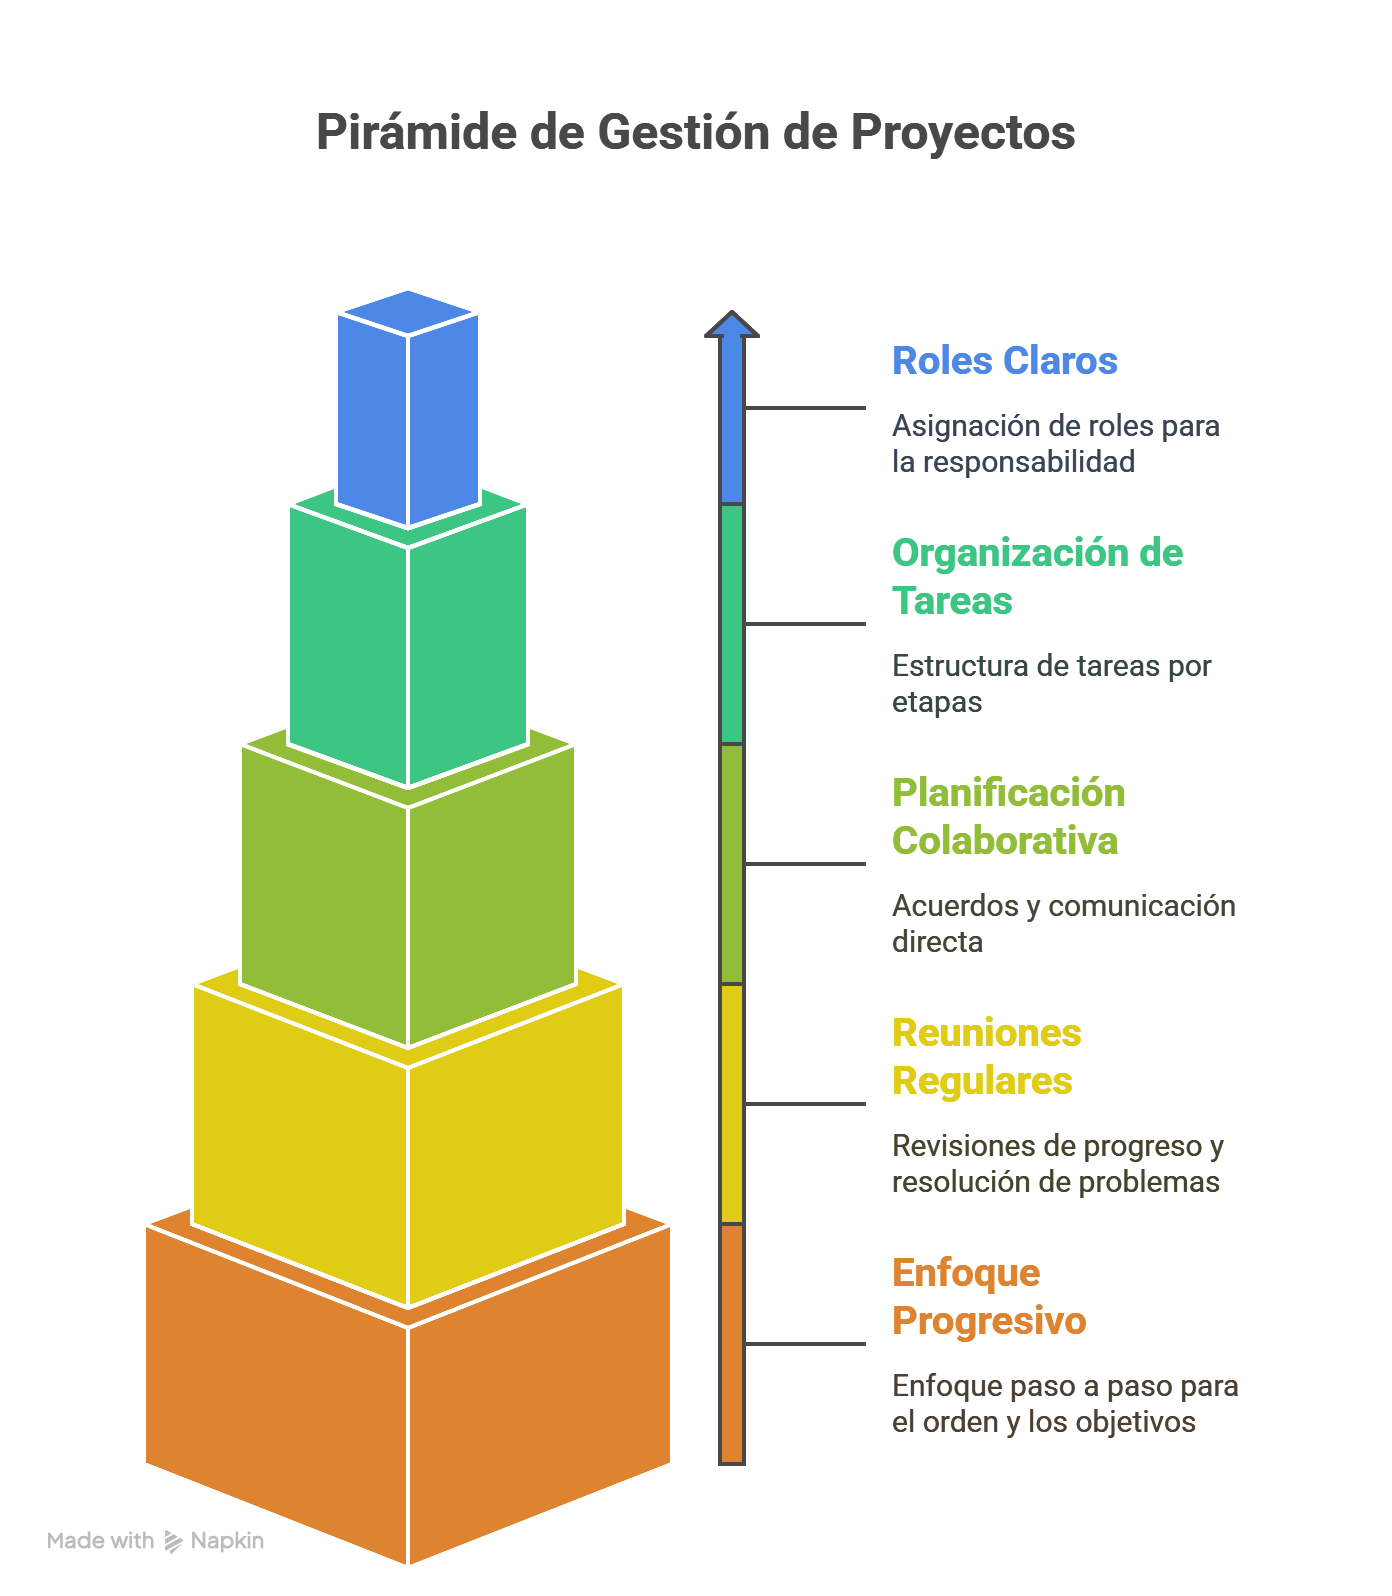 Pirámide de Gestión de Proyectos
Roles Claros
Asignación de roles para
la responsabilidad
Organización de
Tareas
Estructura de tareas por
etapas
Planificación
Colaborativa
Acuerdos y comunicación
directa
Reuniones
Regulares
Revisiones de progreso y
resolución de problemas
Enfoque
Progresivo
Enfoque paso a paso para
el orden y los objetivos
Made with Napkin